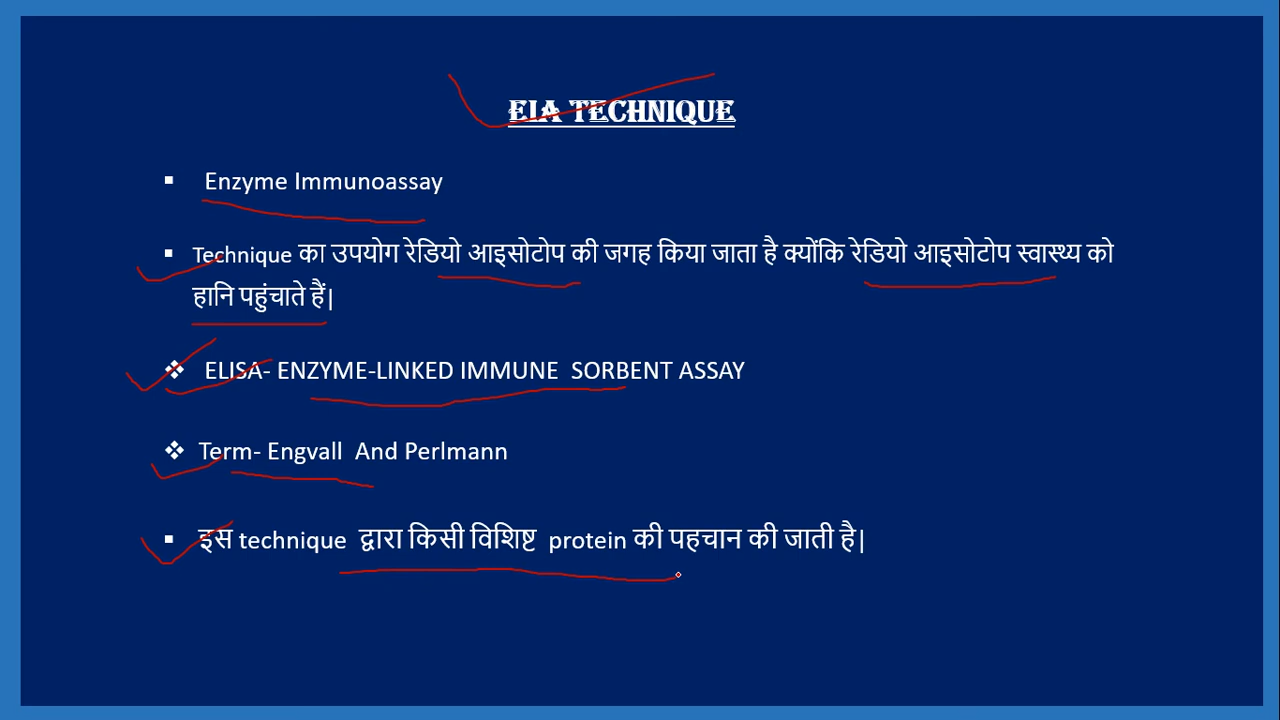 EIA TECHNIQUE
Enzyme Immunoassay
Technique का उपयोग रेडियो आइसोटोप की जगह किया जाता है क्योंकि रेडियो आइसोटोप स्वास्थ्य को
हानि पहुंचाते हैं|
ELISA- ENZYME-LINKED IMMUNE SORBENT ASSAY
Term- Engvall And Perlmann
इस technique द्वारा किसी विशिष्ट protein की पहचान की जाती है|